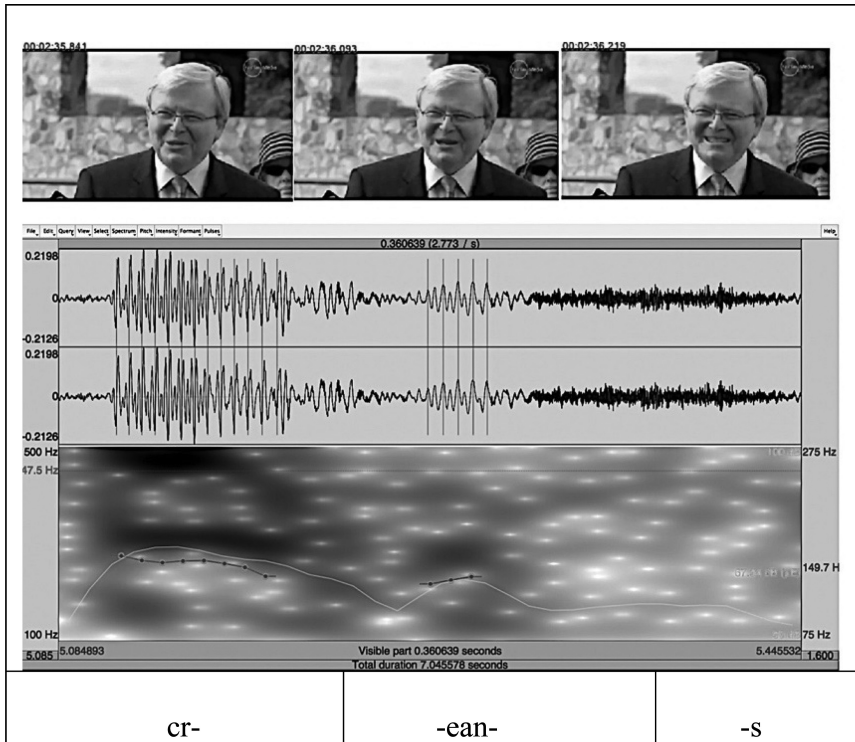 00:02:35.841 00:02:36.093 00:02:36.219
File Edit Query View Select Spectrum Pitch Intensity Formant Pulses Help
0.360639 (2.773 / s)
0.2198
0
-0.2126
0.2198
0
-0.2126
500 Hz 275 Hz
47.5 Hz
149.7 H
100 Hz 75 Hz
5.085 5.084893 Visible part 0.360639 seconds 5.445532 1.600
Total duration 7.045578 seconds
cr- -ean- -s